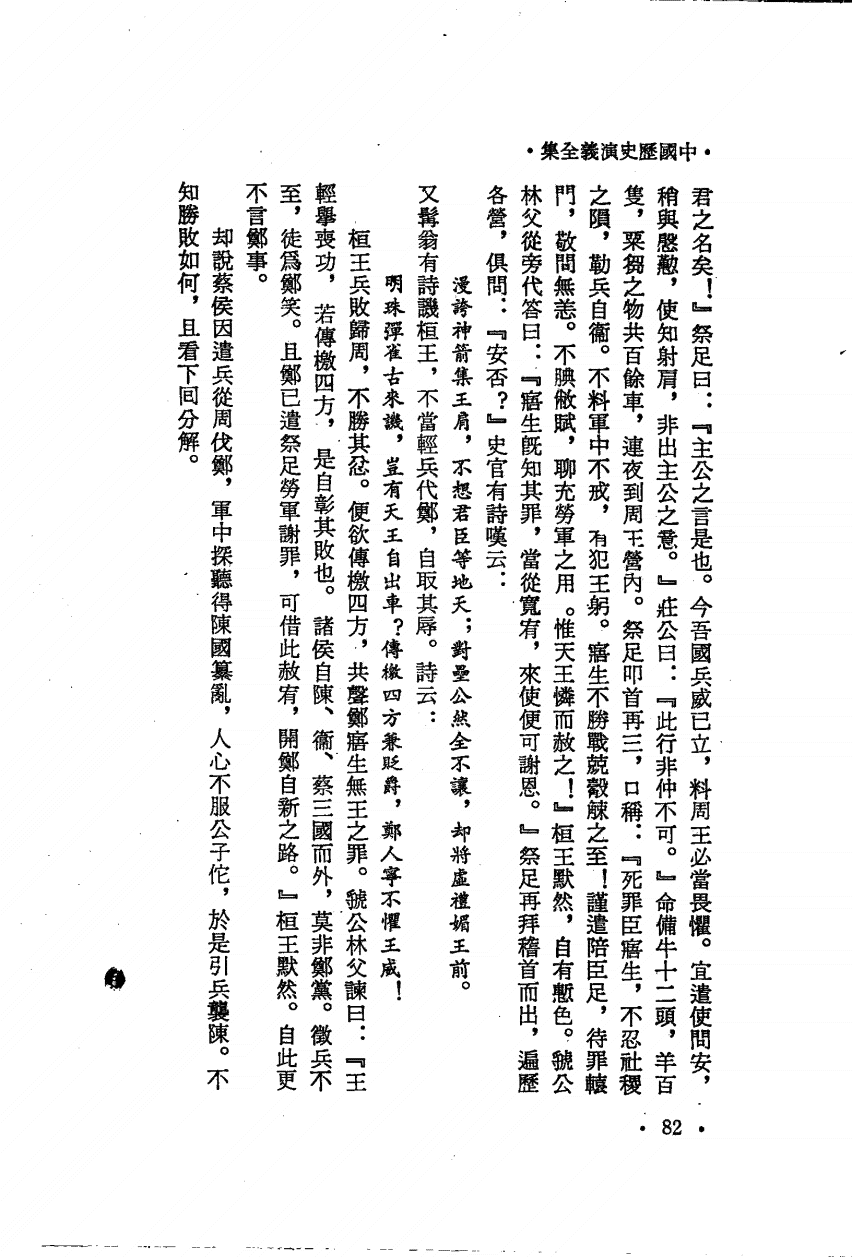 •中國歷史演義全集•
君之名矣！』祭足曰：『主公之言是也。今吾國兵威已立，料周王必當畏懼。宜遣使問安，
稍與慇懃，使知射肩，非出主公之意。』莊公曰：『此行非仲不可。』命備牛十二頭，羊百
隻，粟芻之物共百餘車，連夜到周王營內。祭足叩首再三，口稱：『死罪臣寤生，不忍社稷
之隕，勒兵自衞。不料軍中不戒，有犯王躬。寤生不勝戰兢觳觫之至！謹遣陪臣足，待罪轅
門，敬問無恙。不腆敝賦，聊充勞軍之用。惟天王憐而赦之！』桓王默然，自有慙色。虢公
林父從旁代答曰：『寤生旣知其罪，當從寬宥，來使便可謝恩。』祭足再拜稽首而出，遍歷
各營，俱問：『安否？』史官有詩嘆云：
漫誇神箭集王肩，不想君臣等地天；對壘公然全不讓，却將虛禮媚王前。
又髯翁有詩譏桓王，不當輕兵代鄭，自取其辱。詩云：
明珠彈雀古來譏，豈有天王自出車？傳檄四方兼貶爵，鄭人寧不懼王威！
桓王兵敗歸周，不勝其忿。便欲傳檄四方，共聲鄭寤生無王之罪。虢公林父諫曰：『王
輕擧喪功，若傳檄四方，是自彰其敗也。諸侯自陳、衞、蔡三國而外，莫非鄭黨。徵兵不
至，徒爲鄭笑。且鄭已遣祭足勞軍謝罪，可借此赦宥，開鄭自新之路。』桓王默然。自此更
不言鄭事。
却說蔡侯因遣兵從周伐鄭，軍中探聽得陳國篡亂，人心不服公子佗，於是引兵襲陳。不
知勝敗如何，且看下囘分解。
• 82 •